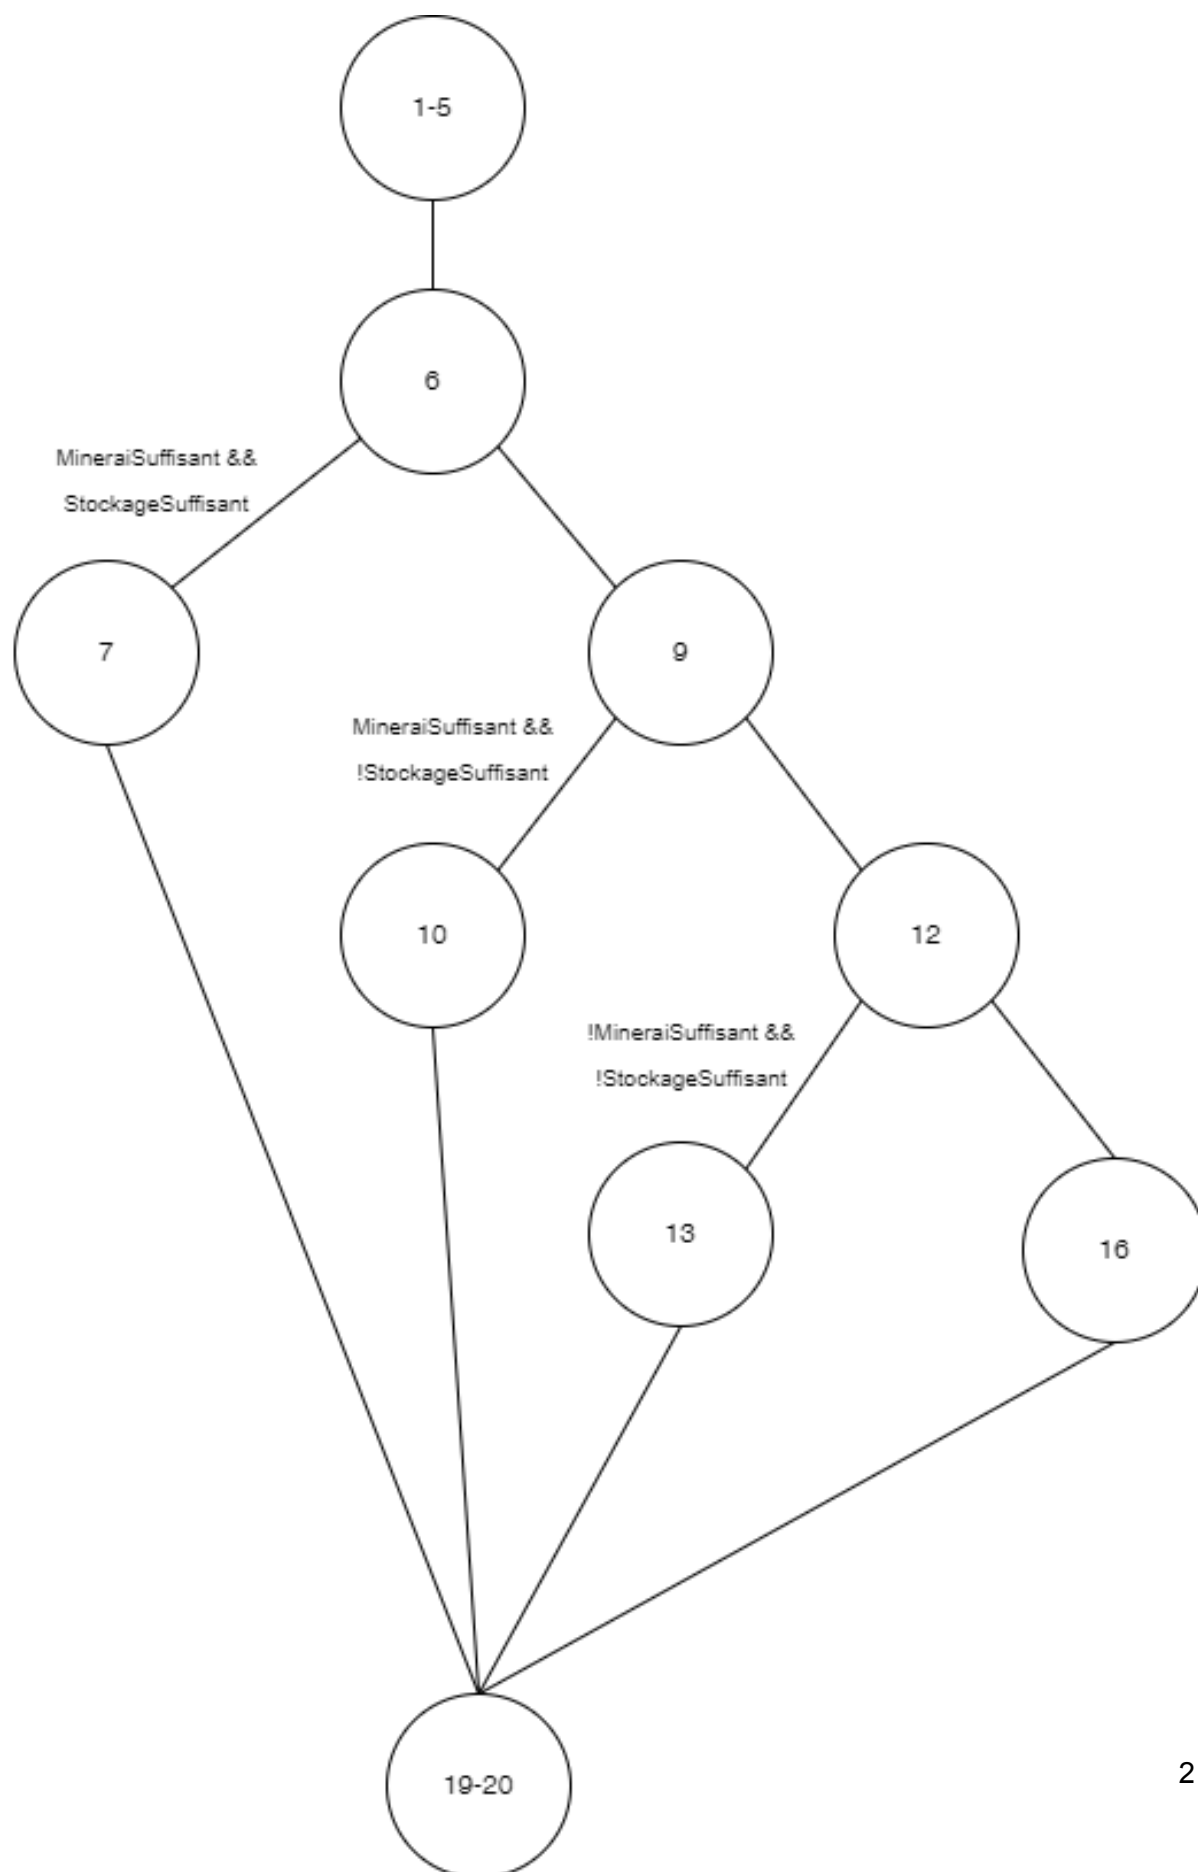 1-5
6
MineraiSuffisant &&
StockageSuffisant
7
9
MineraiSuffisant &&
!StockageSuffisant
10
12
!MineraiSuffisant &&
!StockageSuffisant
13
16
19-20
2